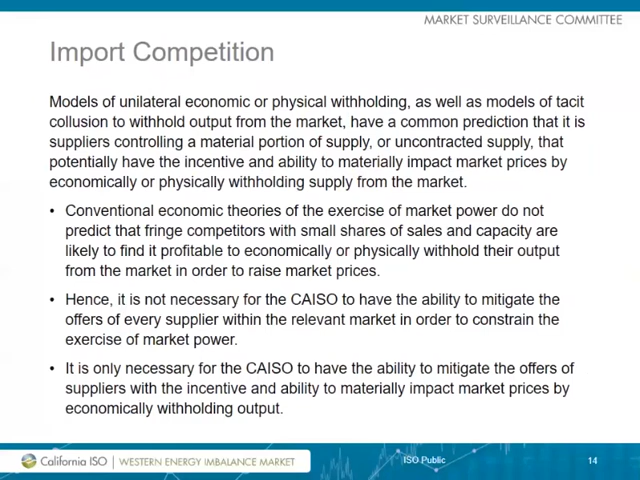 MARKET SURVEILLANCE COMMITTEE
Import Competition
Models of unilateral economic or physical withholding, as well as models of tacit
collusion to withhold output from the market, have a common prediction that it is
suppliers controlling a material portion of supply, or uncontracted supply, that
potentially have the incentive and ability to materially impact market prices by
economically or physically withholding supply from the market.
• Conventional economic theories of the exercise of market power do not
predict that fringe competitors with small shares of sales and capacity are
likely to find it profitable to economically or physically withhold their output
from the market in order to raise market prices.
• Hence, it is not necessary for the CAISO to have the ability to mitigate the
offers of every supplier within the relevant market in order to constrain the
exercise of market power.
• It is only necessary for the CAISO to have the ability to mitigate the offers of
suppliers with the incentive and ability to materially impact market prices by
economically withholding output.
California ISO | WESTERN ENERGY IMBALANCE MARKET
ISO Public
14